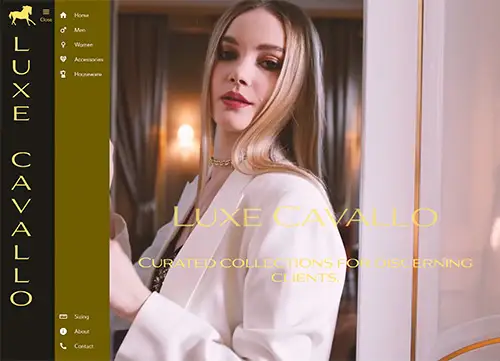 Close
LUXE CAVALLO
Home
Men
Women
Accessories
Housewares
Sizing
About
Contact
LUXE CAVALLO
CURATED COLLECTIONS FOR DISCERNING
CLIENTS.